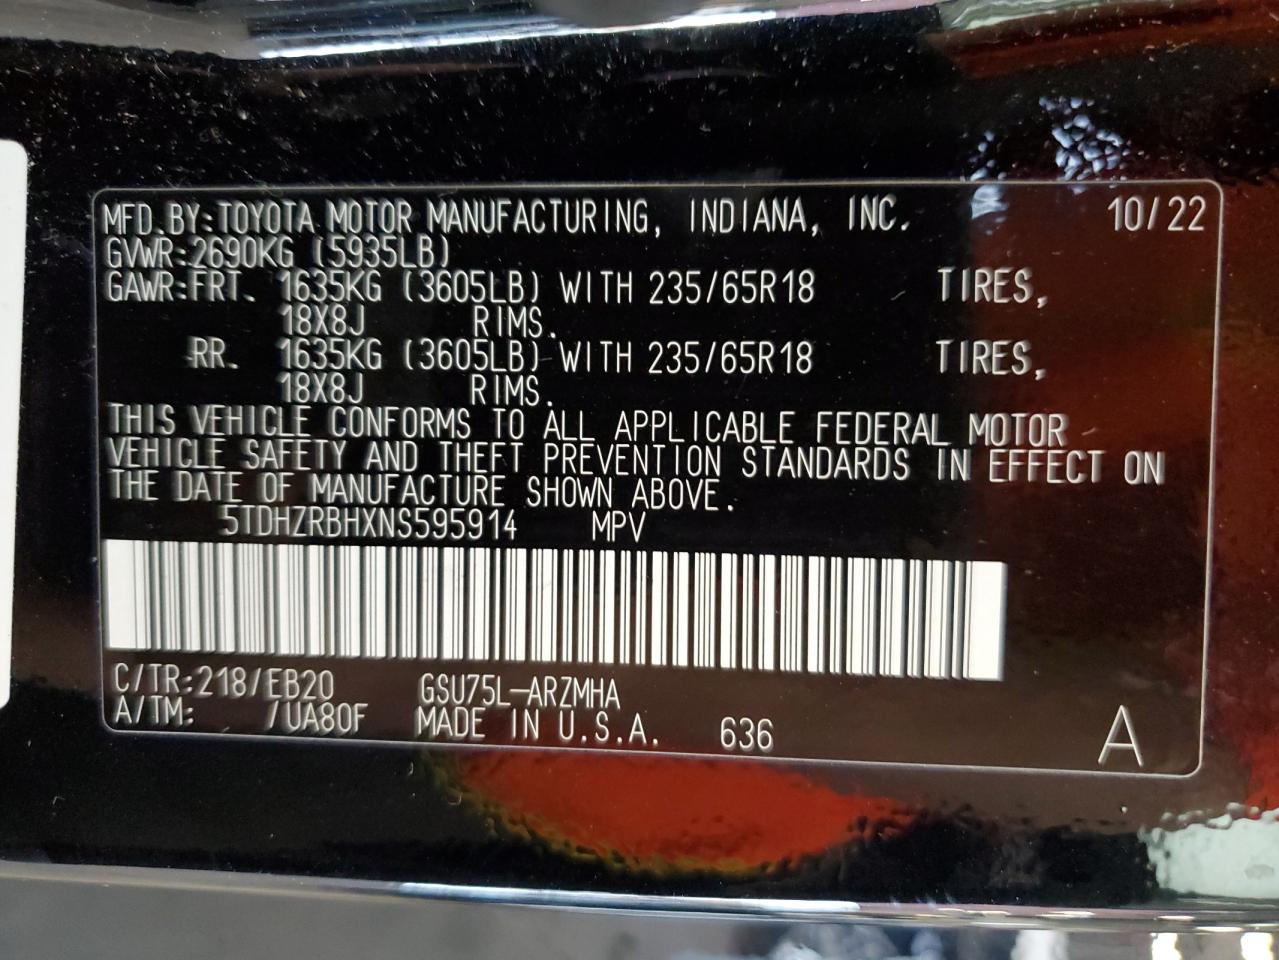 MFD.BY:TOYOTA MOTOR MANUFACTURING, INDIANA, INC. 10/22
GVWR:2690KG (5935LB)
GAWR:FRT. 1635KG (3605LB) WITH 235/65R18 TIRES,
18X8J RIMS.
RR. 1635KG (3605LB) WITH 235/65R18 TIRES,
18X8J RIMS.
THIS VEHICLE CONFORMS TO ALL APPLICABLE FEDERAL MOTOR
VEHICLE SAFETY AND THEFT PREVENTION STANDARDS IN EFFECT ON
THE DATE OF MANUFACTURE SHOWN ABOVE.
5TDHZRBHXNS595914 MPV
C/TR:218/EB20 GSU75L-ARZMHA
A/TM: /UA80F MADE IN U.S.A. 636 A